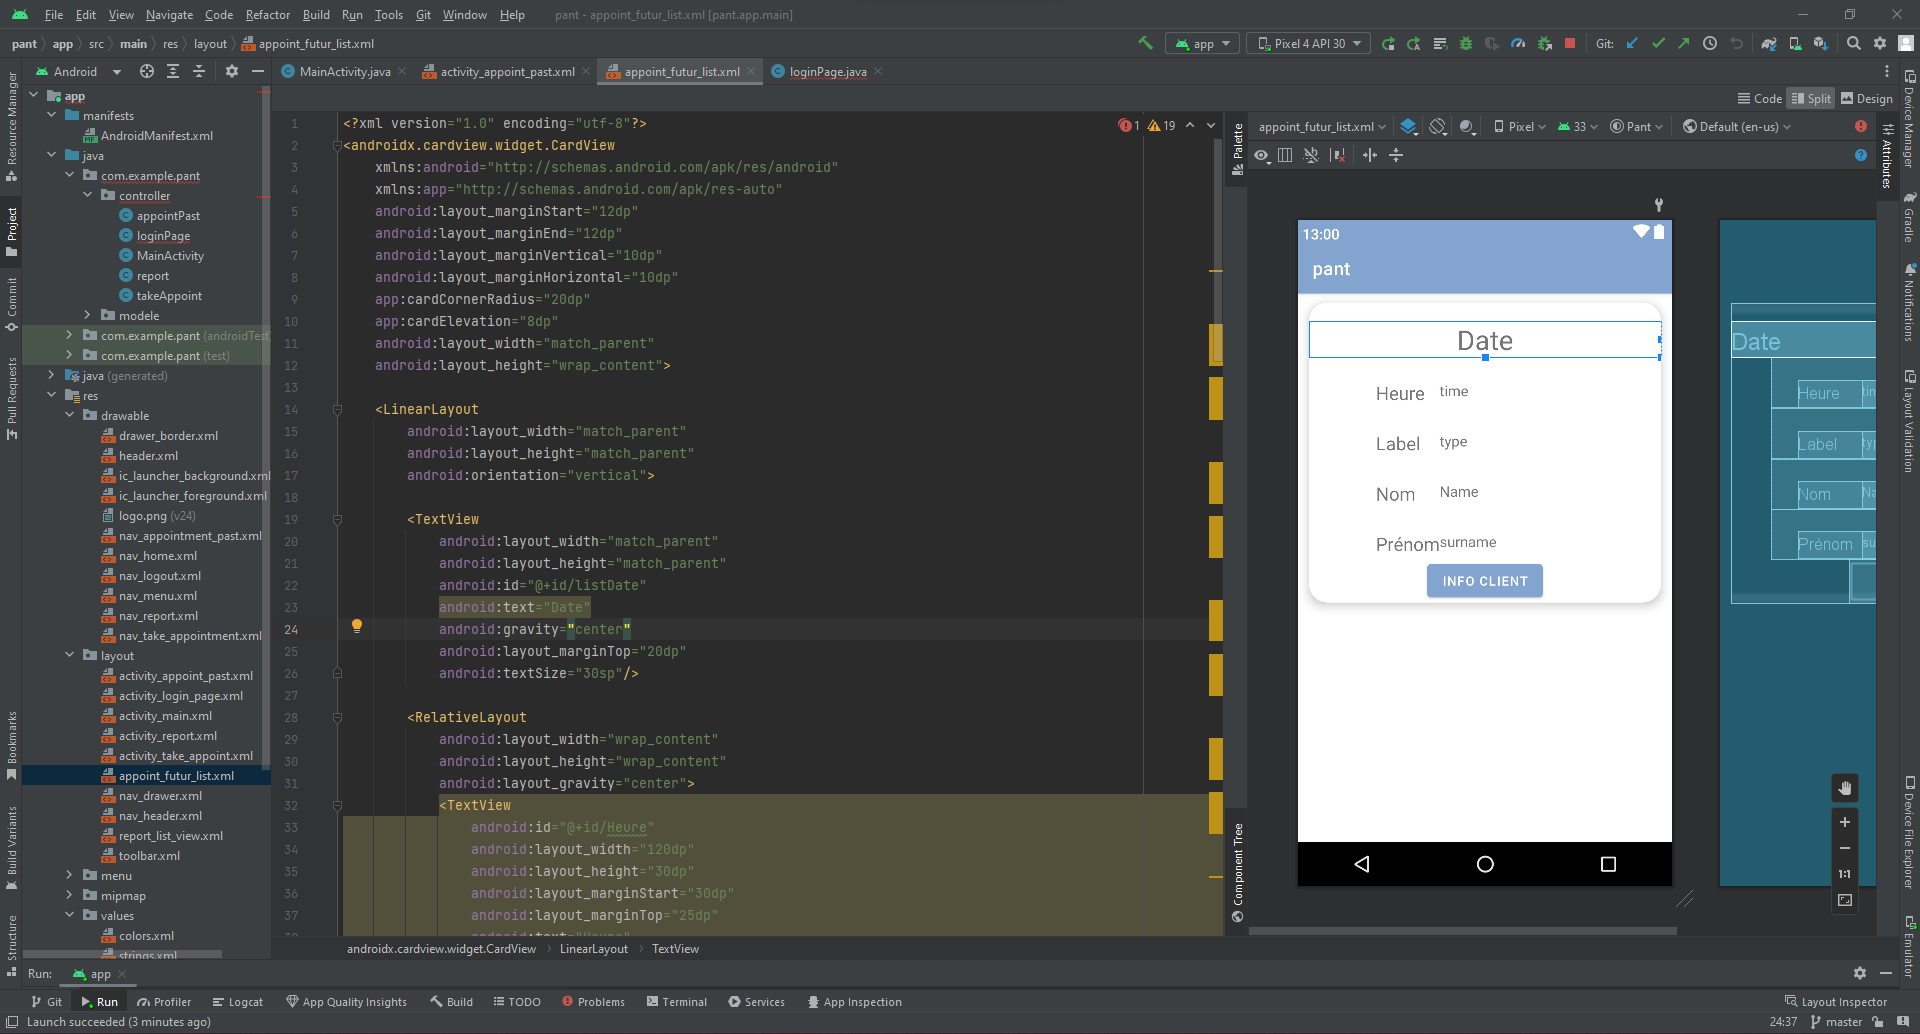 File Edit View Navigate Code Refactor Build Run Tools Git Window Help pant - appoint_futur_list.xml [pant.app.main]
pant app src main res layout appoint_futur_list.xml app Pixel 4 API 30 Git:
Android MainActivity.java activity_appoint_past.xml appoint_futur_list.xml loginPage.java
Code Split Design
Resource Manager
Project
Commit
Pull Requests
Bookmarks
Build Variants
Structure
app
manifests
AndroidManifest.xml
java
com.example.pant
controller
appointPast
loginPage
MainActivity
report
takeAppoint
modele
com.example.pant (androidTest
com.example.pant (test)
java (generated)
res
drawable
drawer_border.xml
header.xml
ic_launcher_background.xml
ic_launcher_foreground.xml
logo.png (v24)
nav_appointment_past.xml
nav_home.xml
nav_logout.xml
nav_menu.xml
nav_report.xml
nav_take_appointment.xml
layout
activity_appoint_past.xml
activity_login_page.xml
activity_main.xml
activity_report.xml
activity_take_appoint.xml
appoint_futur_list.xml
nav_drawer.xml
nav_header.xml
report_list_view.xml
toolbar.xml
menu
mipmap
values
colors.xml
strings.xml
1 <?xml version="1.0" encoding="utf-8"?>
2 <androidx.cardview.widget.CardView
3 xmlns:android="http://schemas.android.com/apk/res/android"
4 xmlns:app="http://schemas.android.com/apk/res-auto"
5 android:layout_marginStart="12dp"
6 android:layout_marginEnd="12dp"
7 android:layout_marginVertical="10dp"
8 android:layout_marginHorizontal="10dp"
9 app:cardCornerRadius="20dp"
10 app:cardElevation="8dp"
11 android:layout_width="match_parent"
12 android:layout_height="wrap_content">
13
14 <LinearLayout
15 android:layout_width="match_parent"
16 android:layout_height="match_parent"
17 android:orientation="vertical">
18
19 <TextView
20 android:layout_width="match_parent"
21 android:layout_height="match_parent"
22 android:id="@+id/listDate"
23 android:text="Date"
24 android:gravity="center"
25 android:layout_marginTop="20dp"
26 android:textSize="30sp"/>
27
28 <RelativeLayout
29 android:layout_width="wrap_content"
30 android:layout_height="wrap_content"
31 android:layout_gravity="center">
32 <TextView
33 android:id="@+id/Heure"
34 android:layout_width="120dp"
35 android:layout_height="30dp"
36 android:layout_marginStart="30dp"
37 android:layout_marginTop="25dp"
1 19
androidx.cardview.widget.CardView LinearLayout TextView
Palette
Component Tree
appoint_futur_list.xml Pixel 33 Pant Default (en-us)
13:00
pant
Date
Heure time
Label type
Nom Name
Prénom surname
INFO CLIENT
Date
Heure tim
Label typ
Nom Na
Prénom su
1:1
Attributes
Device Manager
Gradle
Notifications
Layout Validation
Device File Explorer
Emulator
Run: app
Git Run Profiler Logcat App Quality Insights Build TODO Problems Terminal Services App Inspection Layout Inspector
Launch succeeded (3 minutes ago) 24:37 master